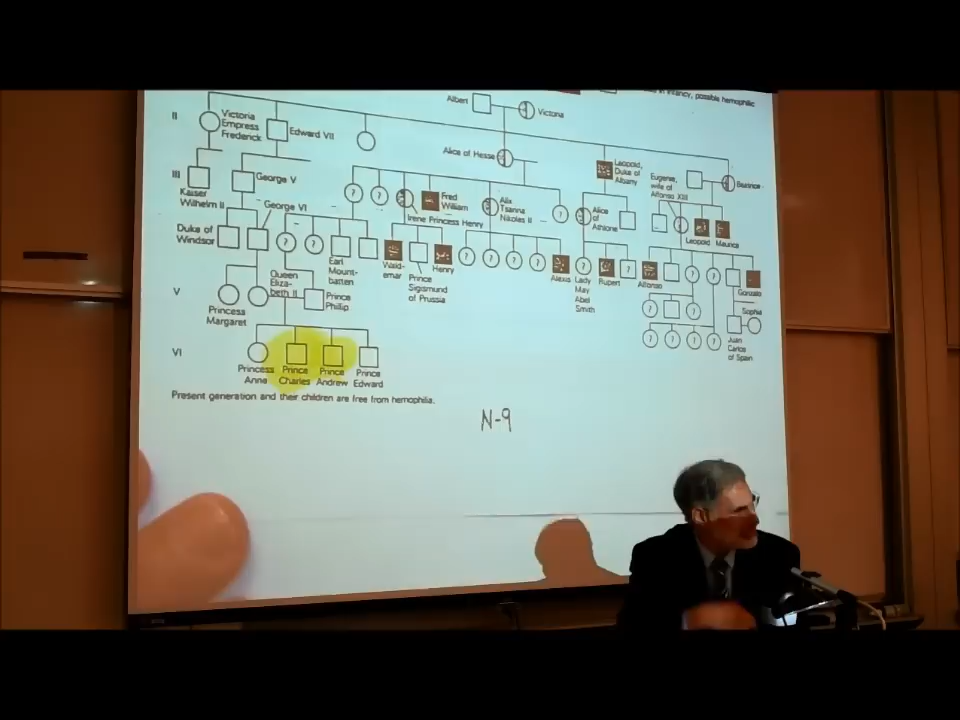 s in infancy, possible hemophilic
Albert
Victoria
II
Victoria
Empress
Frederick
Edward VII
Alice of Hesse
Leopold,
Duke of
Albany
Eugenie,
wife of
Alfonso XIII
Beatrice
III
Kaiser
Wilhelm II
George V
Fred
William
Irene Princess Henry
Alix
Tsarina
Nikolas II
Alice
of
Athlone
Leopold
Maurice
George VI
Duke of
Windsor
Earl
Mount-
batten
Wald-
emar
Prince
Sigismund
of Prussia
Henry
Alexis
Lady
May
Abel
Smith
Rupert
Alfonso
Gonzalo
V
Princess
Margaret
Queen
Eliza-
beth II
Prince
Phillip
Sophia
Juan
Carlos
of Spain
VI
Princess
Anne
Prince
Charles
Prince
Andrew
Prince
Edward
Present generation and their children are free from hemophilia.
N-9